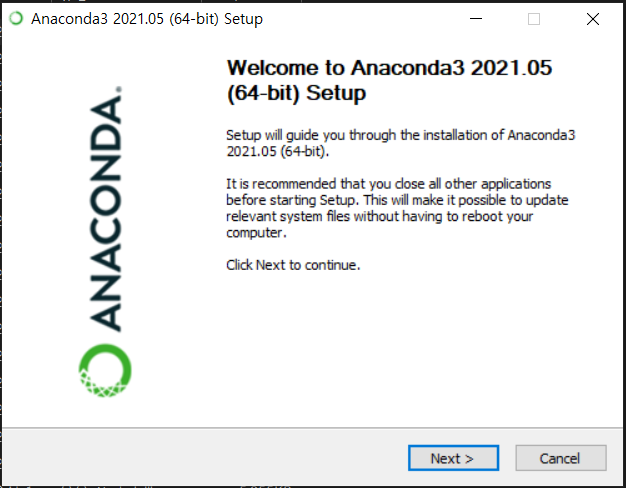 Anaconda3 2021.05 (64-bit) Setup
Welcome to Anaconda3 2021.05
(64-bit) Setup
Setup will guide you through the installation of Anaconda3
2021.05 (64-bit).
It is recommended that you close all other applications
before starting Setup. This will make it possible to update
relevant system files without having to reboot your
computer.
Click Next to continue.
ANACONDA.
Next >
Cancel